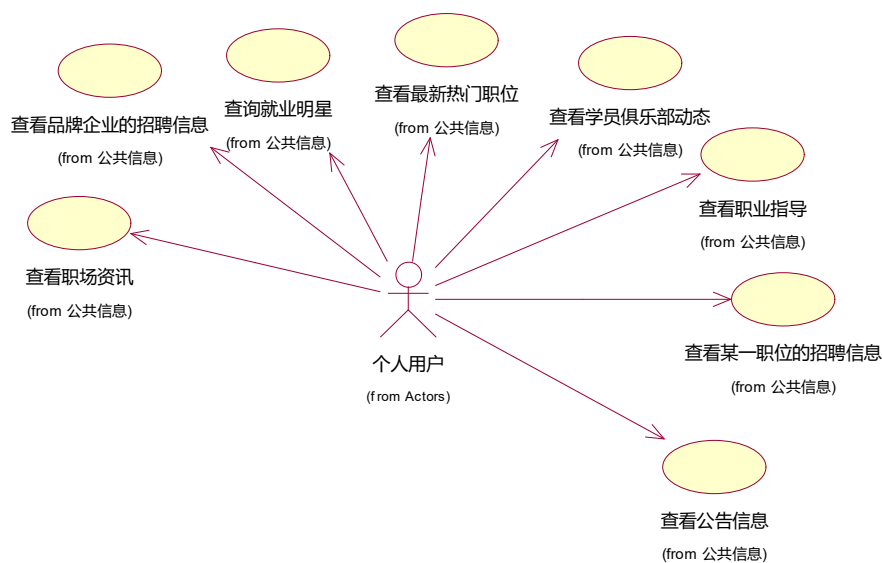 查看最新热门职位
(from 公共信息)
查询就业明星
(from 公共信息)
查看品牌企业的招聘信息
(from 公共信息)
查看学员俱乐部动态
(from 公共信息)
查看职业指导
(from 公共信息)
查看职场资讯
(from 公共信息)
查看某一职位的招聘信息
(from 公共信息)
个人用户
(from Actors)
查看公告信息
(from 公共信息)